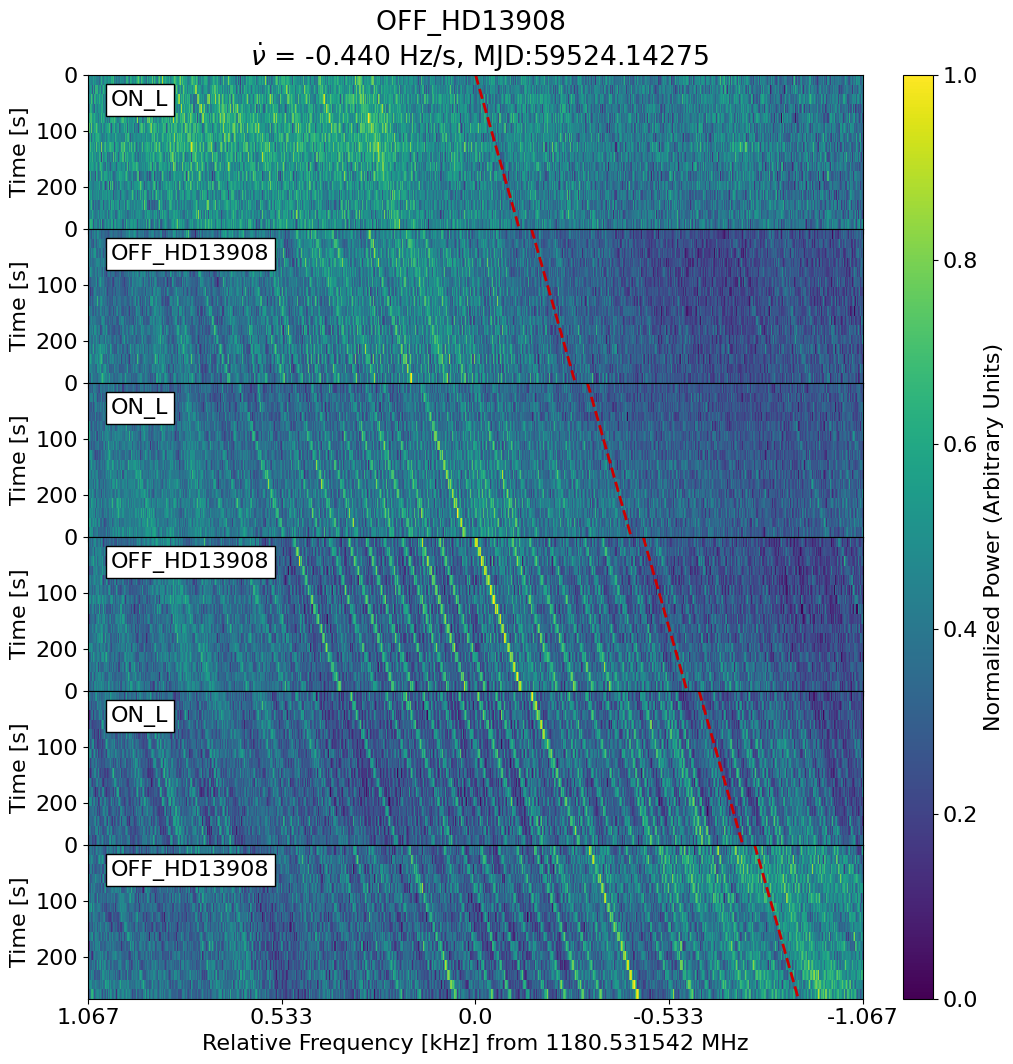 OFF_HD13908
ν̇ = -0.440 Hz/s, MJD:59524.14275
0
100
200
Time [s]
ON_L
0
100
200
Time [s]
OFF_HD13908
0
100
200
Time [s]
ON_L
0
100
200
Time [s]
OFF_HD13908
0
100
200
Time [s]
ON_L
0
100
200
Time [s]
OFF_HD13908
1.067 0.533 0.0 -0.533 -1.067
Relative Frequency [kHz] from 1180.531542 MHz
1.0
0.8
0.6
0.4
0.2
0.0
Normalized Power (Arbitrary Units)